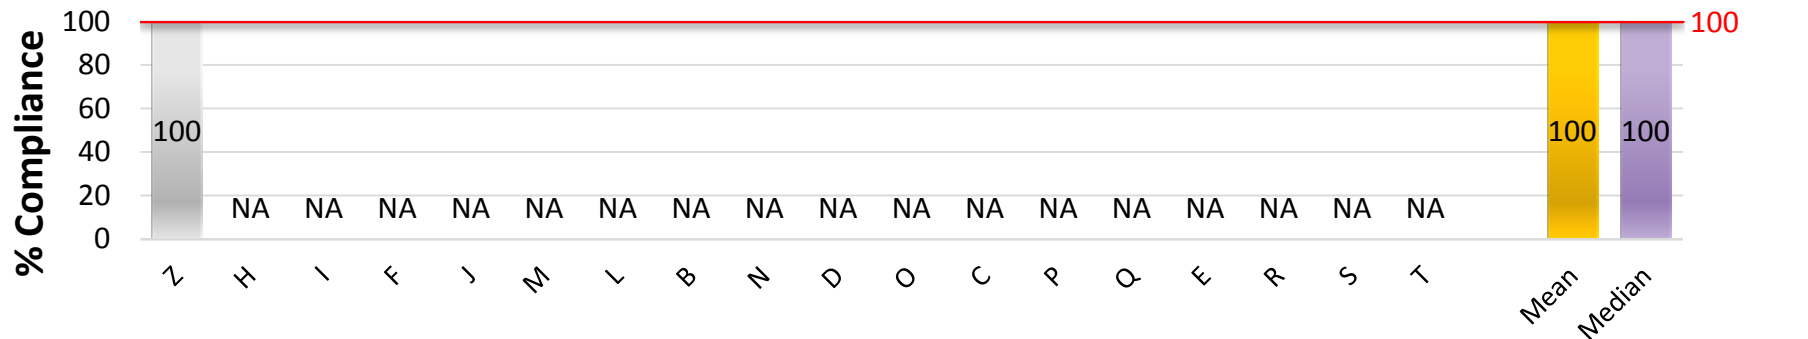 % Compliance
100
80
60
40
20
0
100
100 NA NA NA NA NA NA NA NA NA NA NA NA NA NA NA NA NA 100 100
Z H I F J M L B N D O C P Q E R S T Mean Median